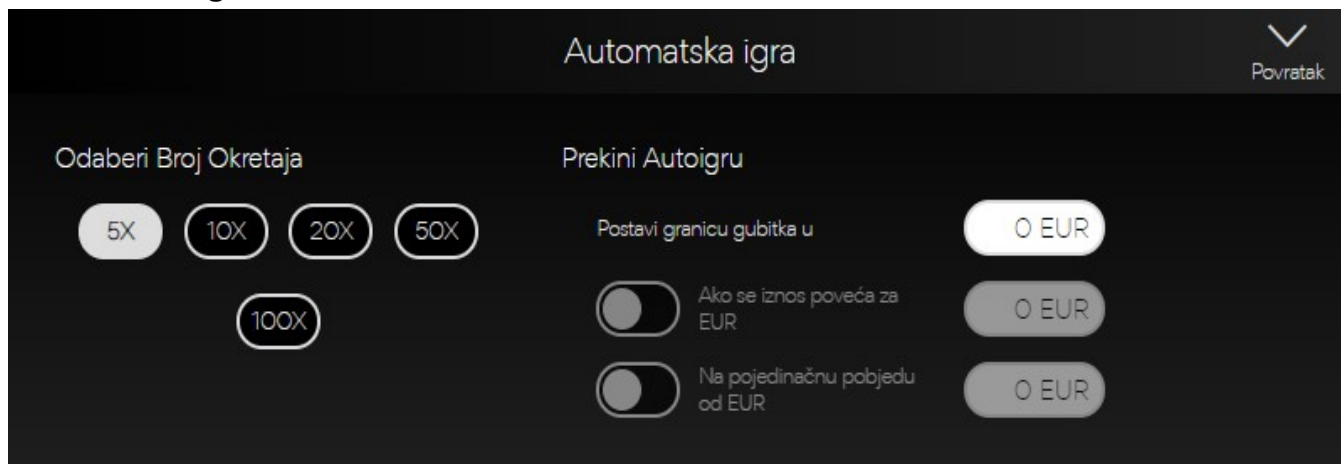 Automatska igra
Povratak
Odaberi Broj Okretaja
5X 10X 20X 50X
100X
Prekini Autoigru
Postavi granicu gubitka u 0 EUR
Ako se iznos poveća za
EUR
0 EUR
Na pojedinačnu pobjedu
od EUR
0 EUR